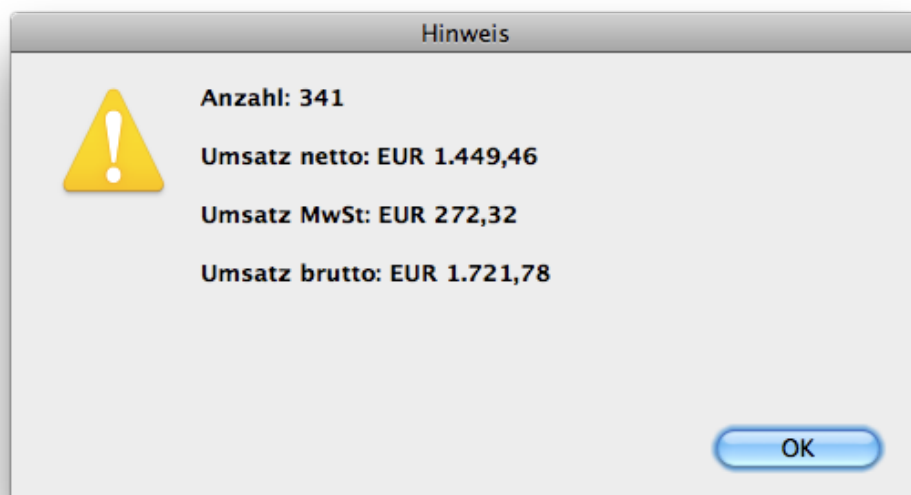 Hinweis
Anzahl: 341
Umsatz netto: EUR 1.449,46
Umsatz MwSt: EUR 272,32
Umsatz brutto: EUR 1.721,78
OK